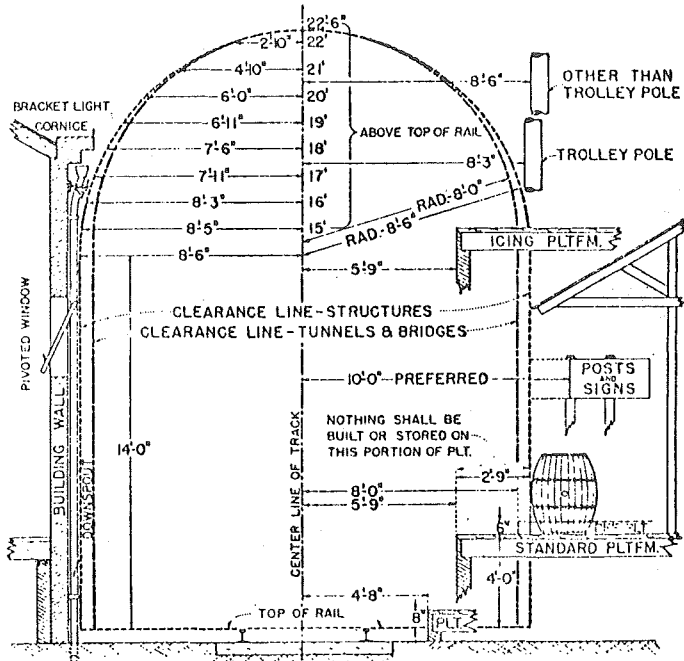 22'-6"
2'-10" 22'
4'-10" 21'
8'-6"
OTHER THAN
TROLLEY POLE
6'-0" 20'
BRACKET LIGHT
CORNICE
6'-11" 19'
ABOVE TOP OF RAIL
7'-6" 18'
8'-3"
TROLLEY POLE
7'-11" 17'
8'-3" 16'
RAD.-8'-0"
RAD.-8'-6"
8'-5" 15'
ICING PLTFM.
8'-6"
5'-9"
PIVOTED WINDOW
CLEARANCE LINE-STRUCTURES
CLEARANCE LINE-TUNNELS & BRIDGES
10'-0" PREFERRED
POSTS
AND
SIGNS
NOTHING SHALL BE
BUILT OR STORED ON
THIS PORTION OF PLT.
14'-0"
BUILDING WALL
DOWNSPOUT
CENTER LINE OF TRACK
2'-9"
8'-0"
5'-9"
6"
STANDARD PLTFM.
4'-0"
4'-8"
8"
PLT.
TOP OF RAIL